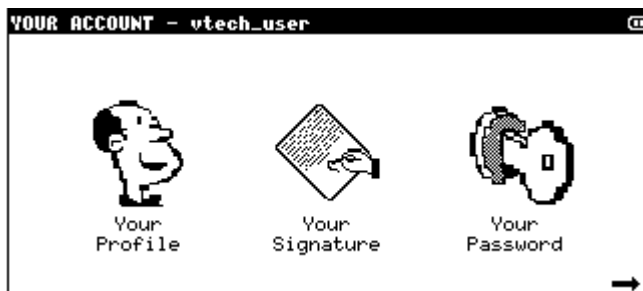 YOUR ACCOUNT - vtech_user
Your
Profile
Your
Signature
Your
Password